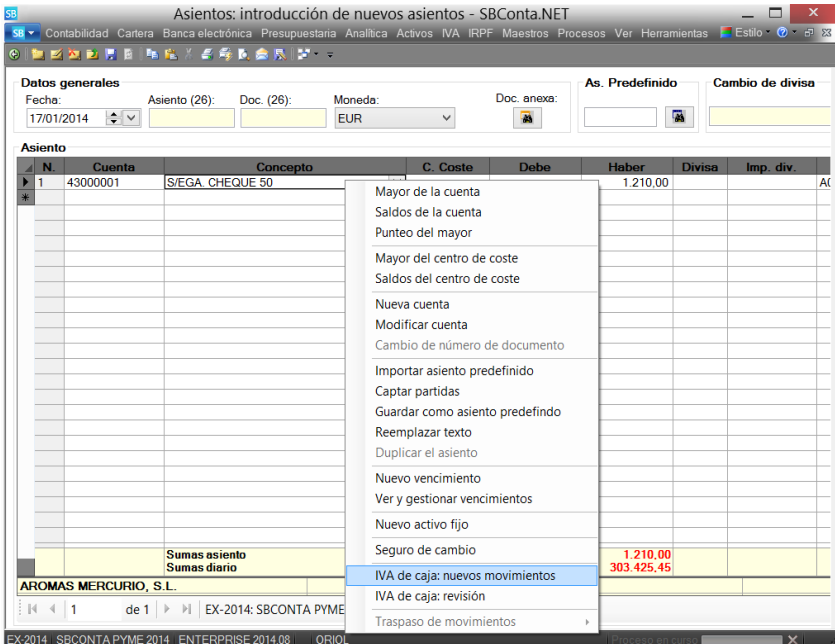 SB Asientos: introducción de nuevos asientos - SBConta.NET
SB Contabilidad Cartera Banca electrónica Presupuestaria Analítica Activos IVA IRPF Maestros Procesos Ver Herramientas Estilo
Datos generales As. Predefinido Cambio de divisa
Fecha: Asiento (26): Doc. (26): Moneda: Doc. anexa:
17/01/2014 EUR
Asiento
N. Cuenta Concepto C. Coste Debe Haber Divisa Imp. div.
1 43000001 S/EGA. CHEQUE 50 1.210,00
Mayor de la cuenta
Saldos de la cuenta
Punteo del mayor
Mayor del centro de coste
Saldos del centro de coste
Nueva cuenta
Modificar cuenta
Cambio de número de documento
Importar asiento predefinido
Captar partidas
Guardar como asiento predefindo
Reemplazar texto
Duplicar el asiento
Nuevo vencimiento
Ver y gestionar vencimientos
Nuevo activo fijo
Seguro de cambio
IVA de caja: nuevos movimientos
IVA de caja: revisión
Traspaso de movimientos
Sumas asiento 1.210,00
Sumas diario 303.425,45
AROMAS MERCURIO, S.L.
1 de 1 EX-2014: SBCONTA PYME
EX-2014 SBCONTA PYME 2014 ENTERPRISE 2014.08 ORIOL Proceso en curso